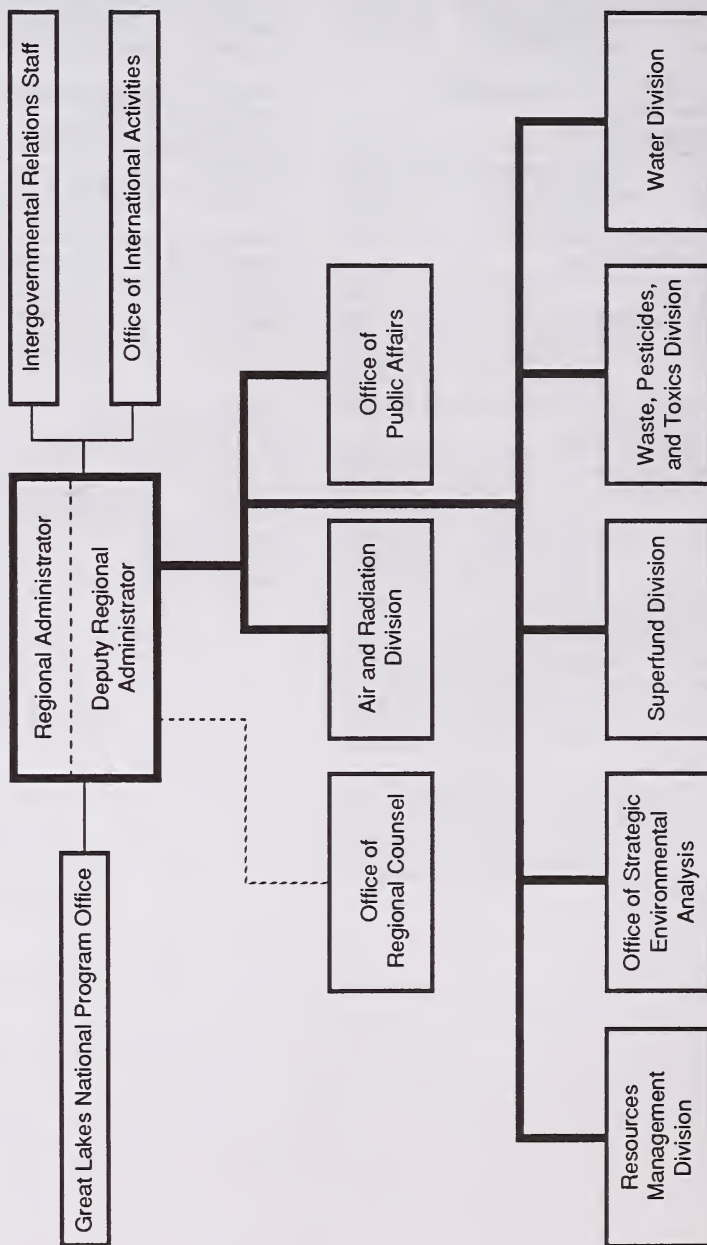 Great Lakes National Program Office
Regional Administrator
Deputy Regional
Administrator
Intergovernmental Relations Staff
Office of International Activities
Office of
Regional Counsel
Air and Radiation
Division
Office of
Public Affairs
Resources
Management
Division
Office of Strategic
Environmental
Analysis
Superfund Division
Waste, Pesticides,
and Toxics Division
Water Division